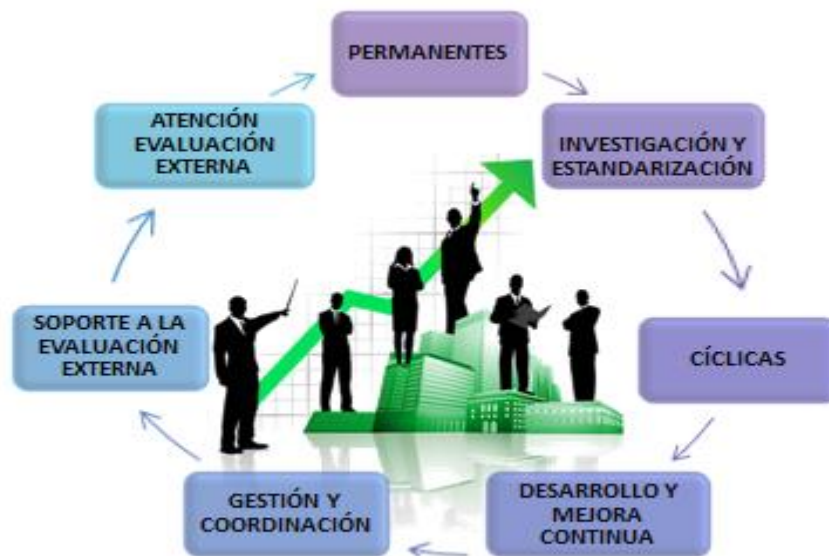 PERMANENTES
INVESTIGACIÓN Y
ESTANDARIZACIÓN
CÍCLICAS
DESARROLLO Y
MEJORA
CONTINUA
GESTIÓN Y
COORDINACIÓN
SOPORTE A LA
EVALUACIÓN
EXTERNA
ATENCIÓN
EVALUACIÓN
EXTERNA